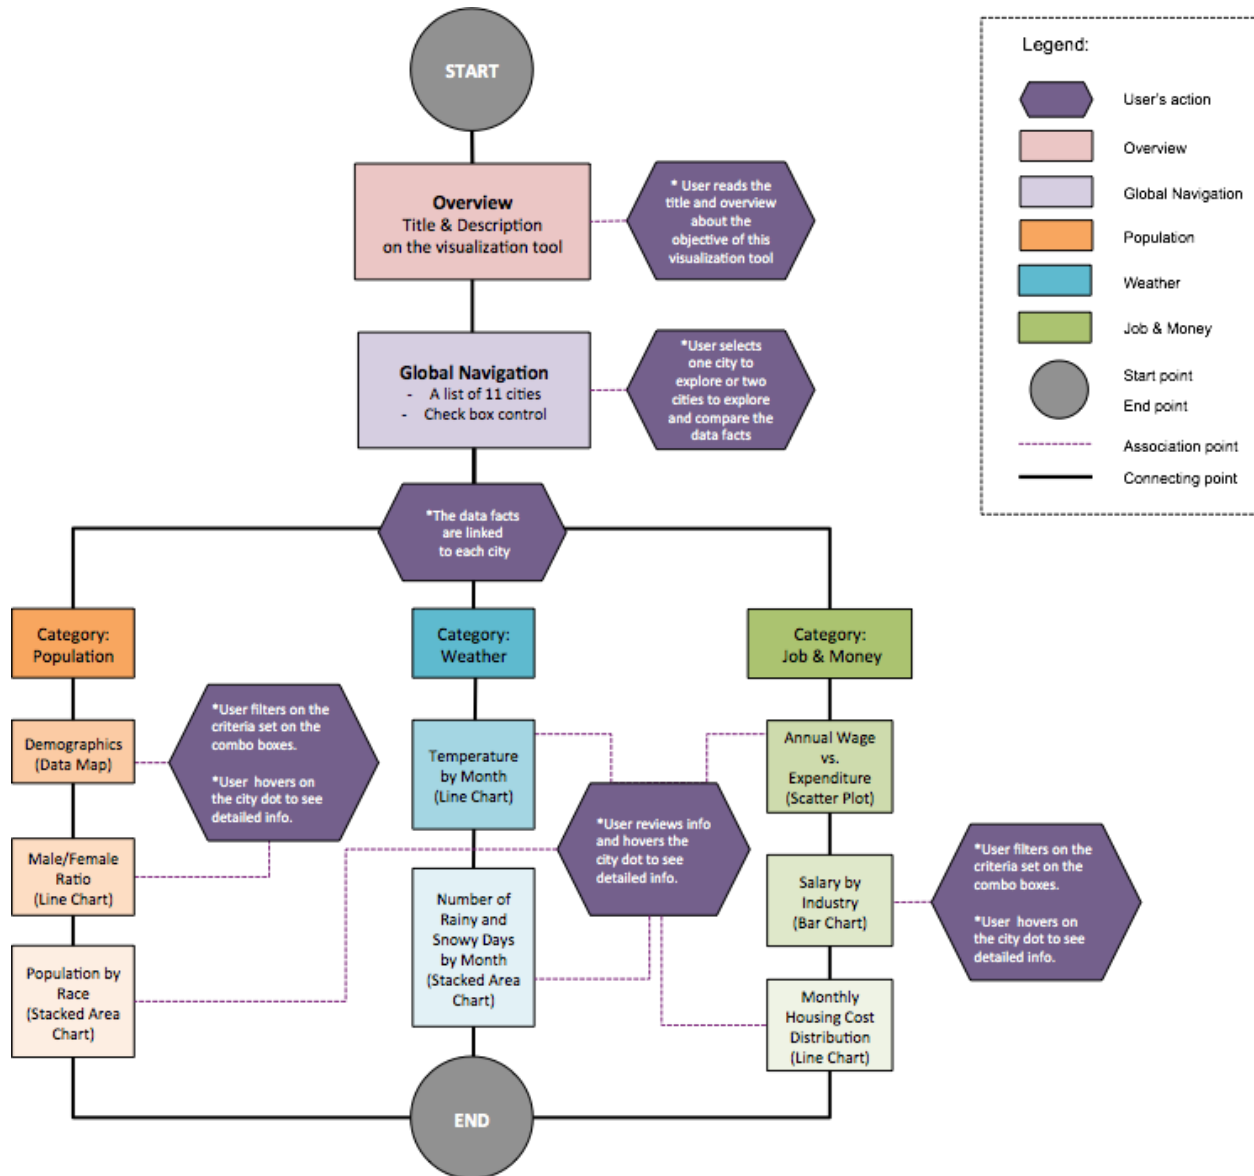 START
Overview
Title & Description
on the visualization tool
* User reads the
title and overview
about the
objective of this
visualization tool
Global Navigation
- A list of 11 cities
- Check box control
*User selects
one city to
explore or two
cities to explore
and compare the
data facts
*The data facts
are linked
to each city
Category:
Population
Category:
Weather
Category:
Job & Money
Demographics
(Data Map)
*User filters on the
criteria set on the
combo boxes.
*User hovers on
the city dot to see
detailed info.
Male/Female
Ratio
(Line Chart)
Population by
Race
(Stacked Area
Chart)
Temperature
by Month
(Line Chart)
Number of
Rainy and
Snowy Days
by Month
(Stacked Area
Chart)
*User reviews info
and hovers the
city dot to see
detailed info.
Annual Wage
vs.
Expenditure
(Scatter Plot)
Salary by
Industry
(Bar Chart)
*User filters on the
criteria set on the
combo boxes.
*User hovers on
the city dot to see
detailed info.
Monthly
Housing Cost
Distribution
(Line Chart)
END
Legend:
User's action
Overview
Global Navigation
Population
Weather
Job & Money
Start point
End point
Association point
Connecting point